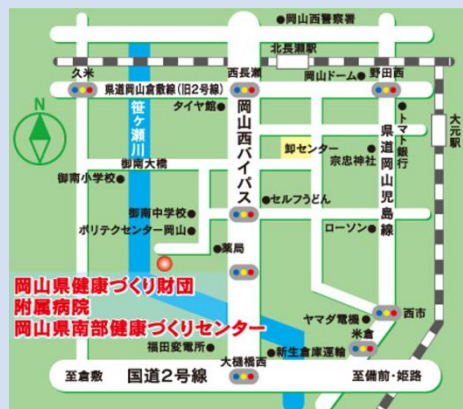 岡山西警察署
北長瀬駅
久米
西長瀬
岡山ドーム
野田西
県道岡山倉敷線(旧2号線)
タイヤ館
大元駅
N
笹ヶ瀬川
岡山西バイパス
トマト銀行
県道岡山児島線
卸センター
宗忠神社
御南大橋
御南小学校
セルフうどん
御南中学校
ポリテクセンター岡山
ローソン
薬局
岡山県健康づくり財団
附属病院
岡山県南部健康づくりセンター
ヤマダ電機
西市
米倉
福田変電所
新生倉庫運輸
至倉敷
国道2号線
大樋橋西
至備前・姫路